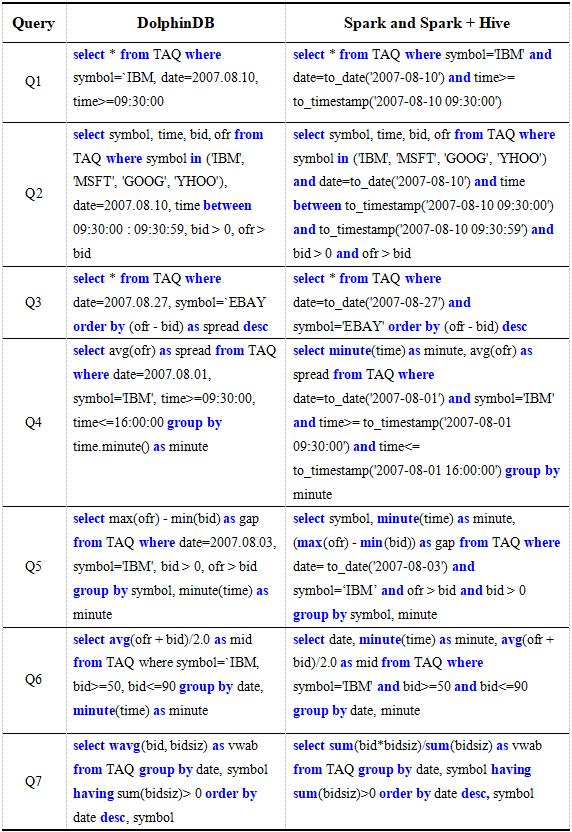 Query DolphinDB Spark and Spark + Hive
Q1
select * from TAQ where
symbol=`IBM, date=2007.08.10,
time>=09:30:00
select * from TAQ where symbol='IBM' and
date=to_date('2007-08-10') and time>=
to_timestamp('2007-08-10 09:30:00')
Q2
select symbol, time, bid, ofr from
TAQ where symbol in ('IBM',
'MSFT', 'GOOG', 'YHOO'),
date=2007.08.10, time between
09:30:00 : 09:30:59, bid > 0, ofr >
bid
select symbol, time, bid, ofr from TAQ where
symbol in ('IBM', 'MSFT', 'GOOG', 'YHOO')
and date=to_date('2007-08-10') and time
between to_timestamp('2007-08-10 09:30:00')
and to_timestamp('2007-08-10 09:30:59') and
bid > 0 and ofr > bid
Q3
select * from TAQ where
date=2007.08.27, symbol=`EBAY
order by (ofr - bid) as spread desc
select * from TAQ where
date=to_date('2007-08-27') and
symbol='EBAY' order by (ofr - bid) desc
Q4
select avg(ofr) as spread from TAQ
where date=2007.08.01,
symbol='IBM', time>=09:30:00,
time<=16:00:00 group by
time.minute() as minute
select minute(time) as minute, avg(ofr) as
spread from TAQ where
date=to_date('2007-08-01') and symbol='IBM'
and time>= to_timestamp('2007-08-01
09:30:00') and time<=
to_timestamp('2007-08-01 16:00:00') group by
minute
Q5
select max(ofr) - min(bid) as gap
from TAQ where date=2007.08.03,
symbol='IBM', bid > 0, ofr > bid
group by symbol, minute(time) as
minute
select symbol, minute(time) as minute,
(max(ofr) - min(bid)) as gap from TAQ where
date= to_date('2007-08-03') and
symbol=‘IBM’ and ofr > bid and bid > 0
group by symbol, minute
Q6
select avg(ofr + bid)/2.0 as mid
from TAQ where symbol=`IBM,
bid>=50, bid<=90 group by date,
minute(time) as minute
select date, minute(time) as minute, avg(ofr +
bid)/2.0 as mid from TAQ where
symbol='IBM' and bid>=50 and bid<=90
group by date, minute
Q7
select wavg(bid, bidsiz) as vwab
from TAQ group by date, symbol
having sum(bidsiz)> 0 order by
date desc, symbol
select sum(bid*bidsiz)/sum(bidsiz) as vwab
from TAQ group by date, symbol having
sum(bidsiz)>0 order by date desc, symbol